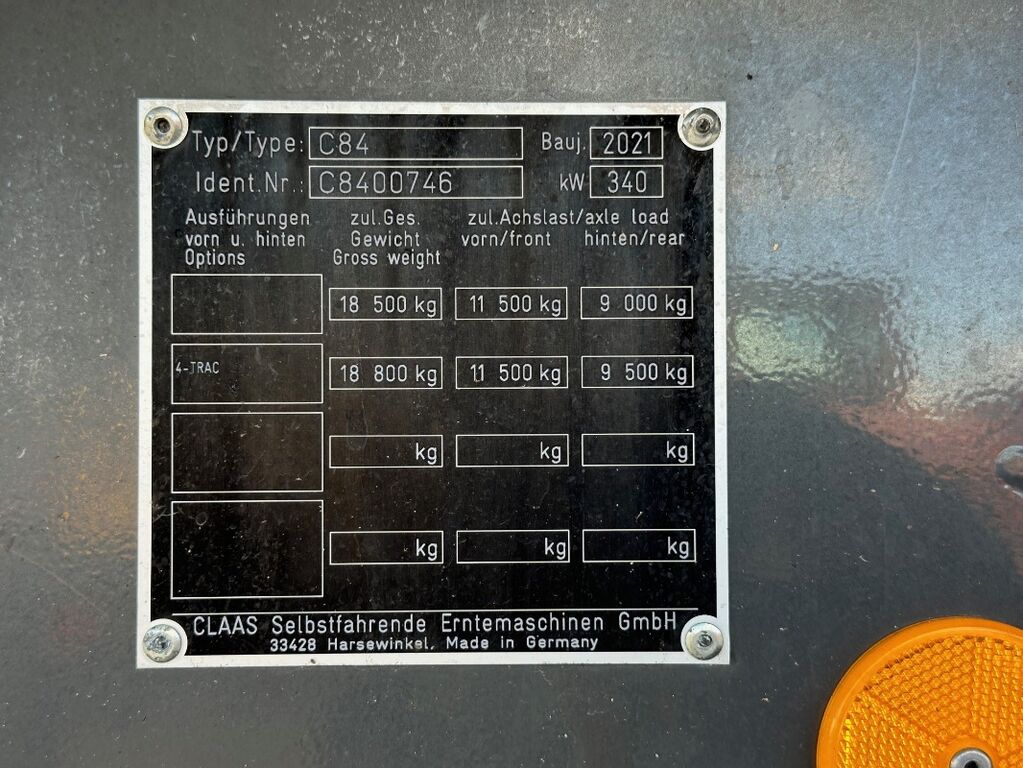 Typ/Type: C84 Bauj. 2021
Ident.Nr.: C8400746 kW 340
Ausführungen zul.Ges. zul.Achslast/axle load
vorn u. hinten Gewicht vorn/front hinten/rear
Options Gross weight
18 500 kg 11 500 kg 9 000 kg
4-TRAC 18 800 kg 11 500 kg 9 500 kg
kg kg kg
kg kg kg
CLAAS Selbstfahrende Erntemaschinen GmbH
33428 Harsewinkel, Made in Germany